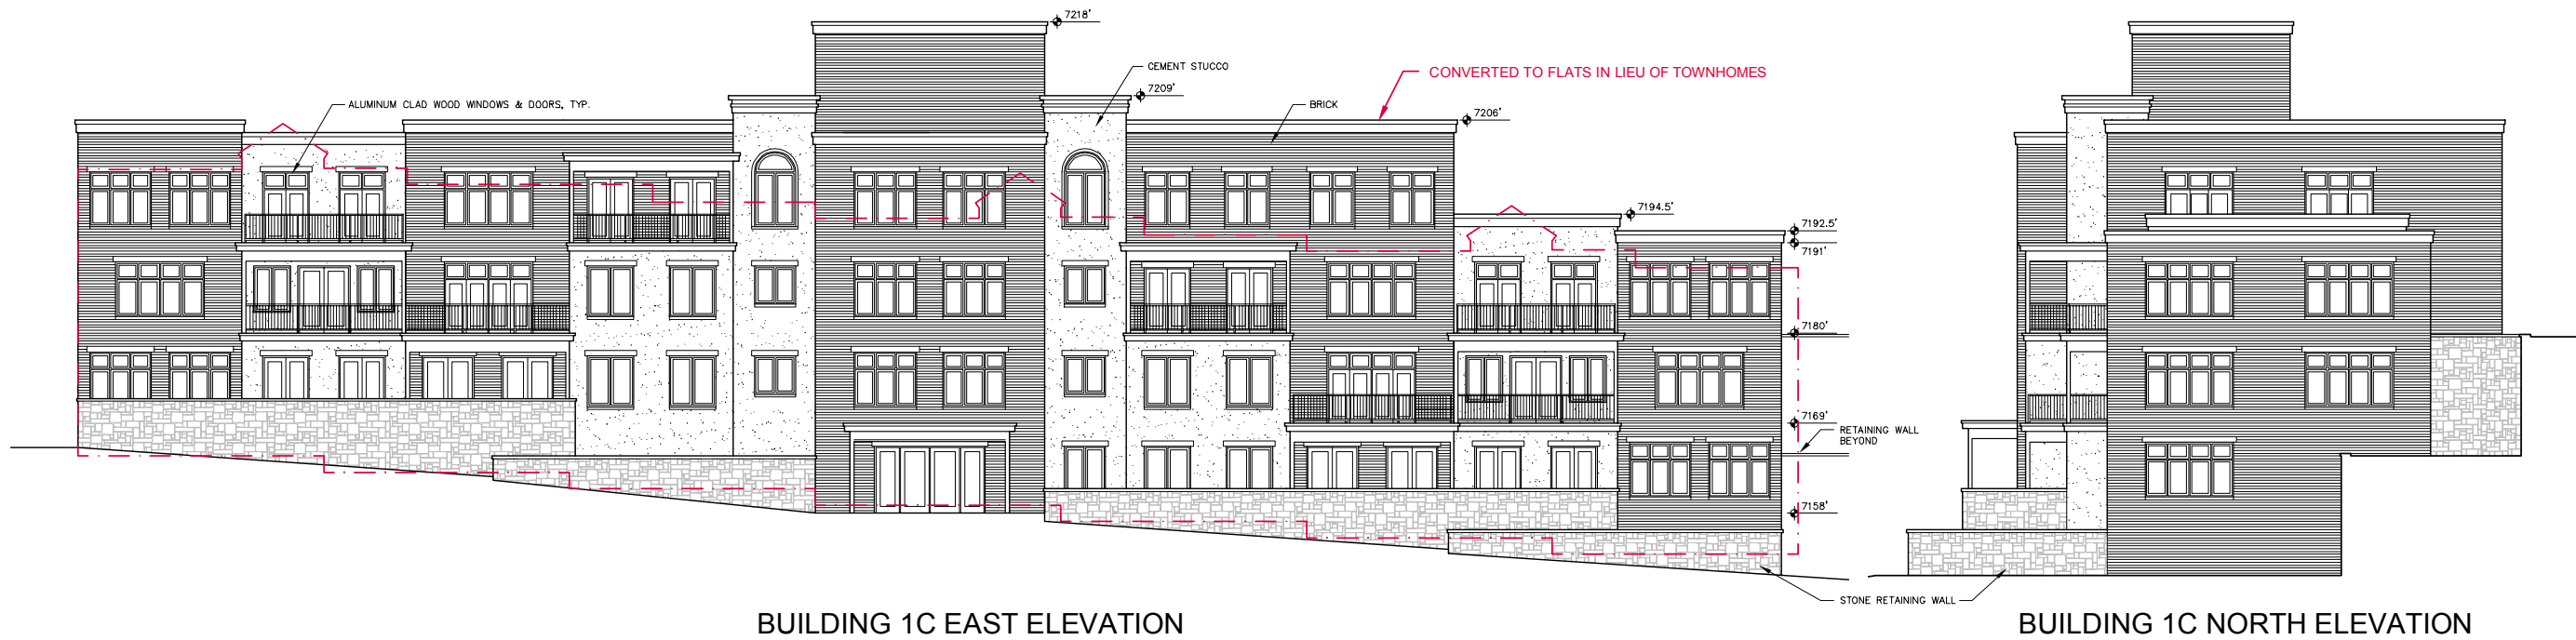 7218'
CEMENT STUCCO
CONVERTED TO FLATS IN LIEU OF TOWNHOMES
7209'
ALUMINUM CLAD WOOD WINDOWS & DOORS, TYP.
BRICK
7206'
7194.5'
7192.5'
7191'
7180'
7169'
RETAINING WALL
BEYOND
7158'
STONE RETAINING WALL
BUILDING 1C EAST ELEVATION
BUILDING 1C NORTH ELEVATION